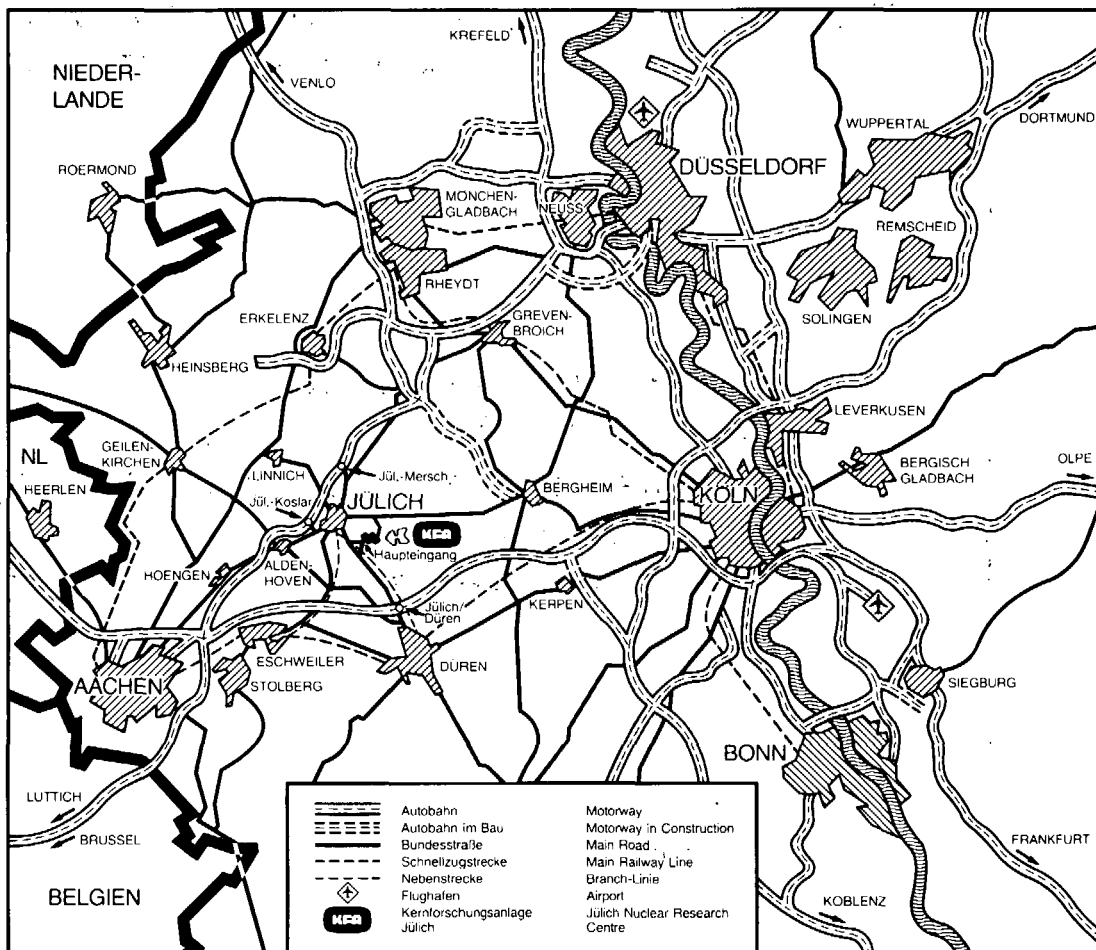 KREFELD
NIEDER-
LANDE
VENLO
DORTMUND
WUPPERTAL
DÜSSELDORF
ROERMOND
MÖNCHEN-
GLADBACH
NEUSS
REMSCHEID
RHEYDT
SOLINGEN
ERKELENZ
GREVEN-
BROICH
HEINSBERG
LEVERKUSEN
GEILEN-
KIRCHEN
NL
LINNICH
Jül.-Mersch
BERGISCH
GLADBACH
OLPE
HEERLEN
Jül.-Koslar
JÜLICH
BERGHEIM
KÖLN
KFA
Haupteingang
HOENGEN
ALDEN-
HOVEN
Jülich/
Düren
KERPEN
ESCHWEILER
DÜREN
AACHEN
STOLBERG
SIEGBURG
BONN
LUTTICH
BRUSSEL
FRANKFURT
BELGIEN
KOBLENZ
Autobahn Motorway
Autobahn im Bau Motorway in Construction
Bundesstraße Main Road
Schnellzugstrecke Main Railway Line
Nebenstrecke Branch-Linie
Flughafen Airport
KFA Kernforschungsanlage Jülich Nuclear Research
Jülich Centre